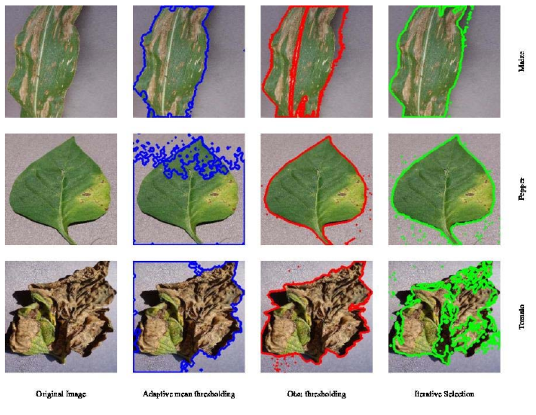 Maize
Pepper
Tomato
Original Image
Adaptive mean thresholding
Otsu thresholding
Iterative Selection